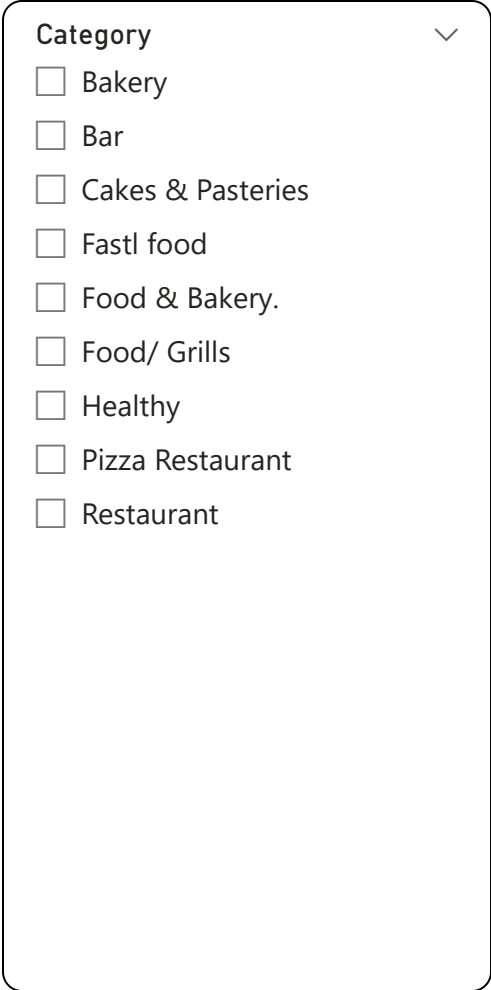 Category
Bakery
Bar
Cakes & Pasteries
Fastl food
Food & Bakery.
Food/ Grills
Healthy
Pizza Restaurant
Restaurant